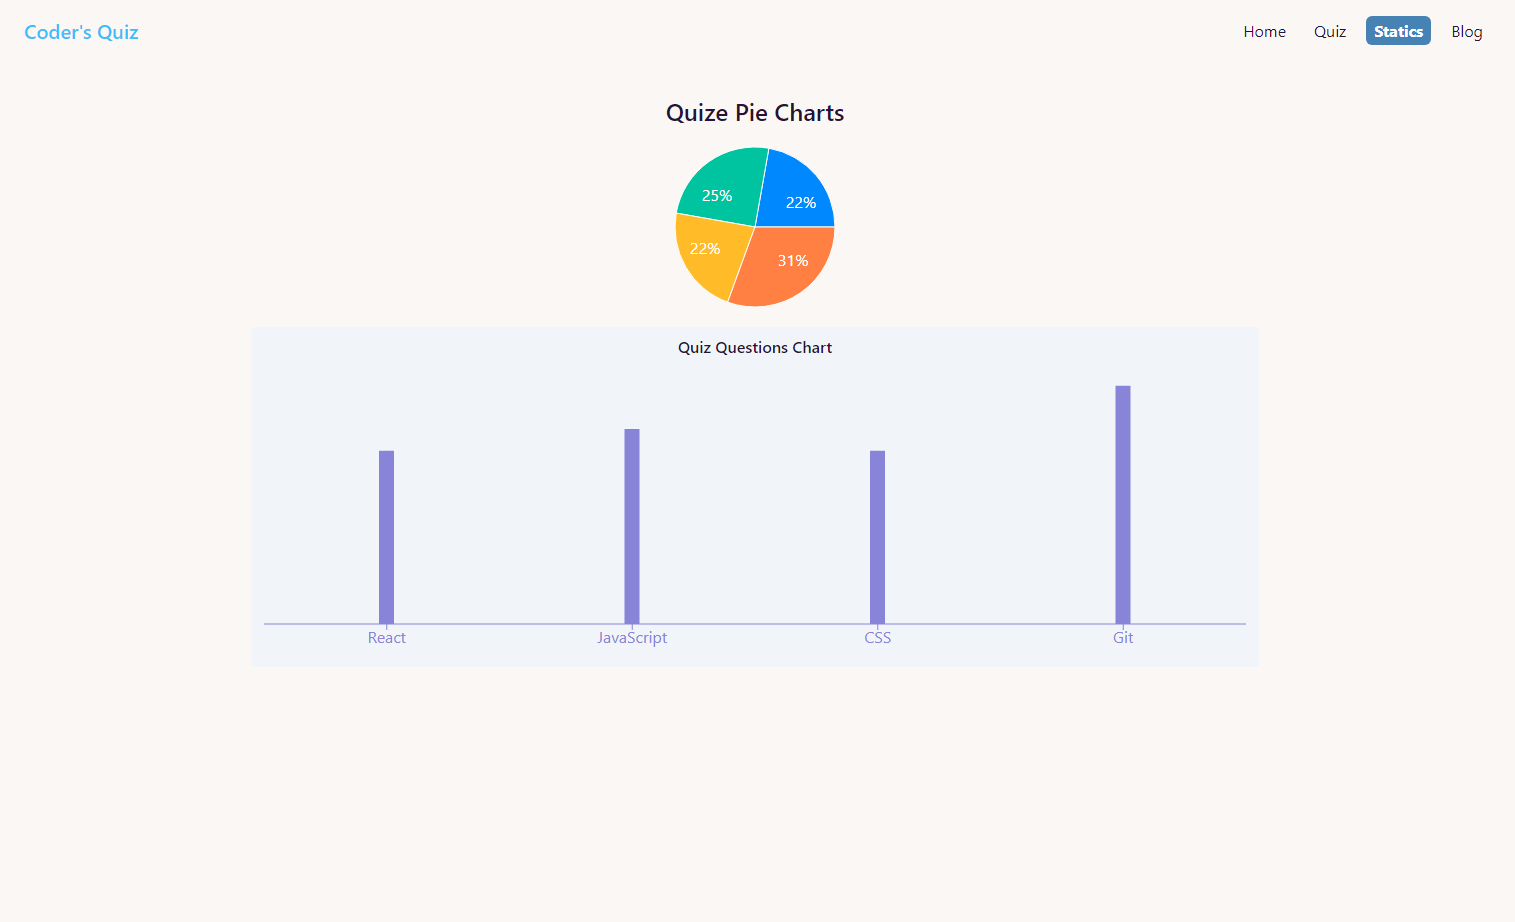 Coder's Quiz
Home Quiz Statics Blog
Quize Pie Charts
25%
22%
22%
31%
Quiz Questions Chart
React JavaScript CSS Git